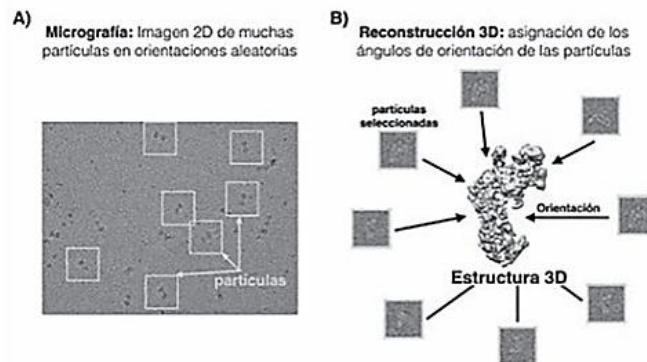 A)
Micrografía: Imagen 2D de muchas
partículas en orientaciones aleatorias
partículas
B)
Reconstrucción 3D: asignación de los
ángulos de orientación de las partículas
partículas
seleccionadas
Orientación
Estructura 3D